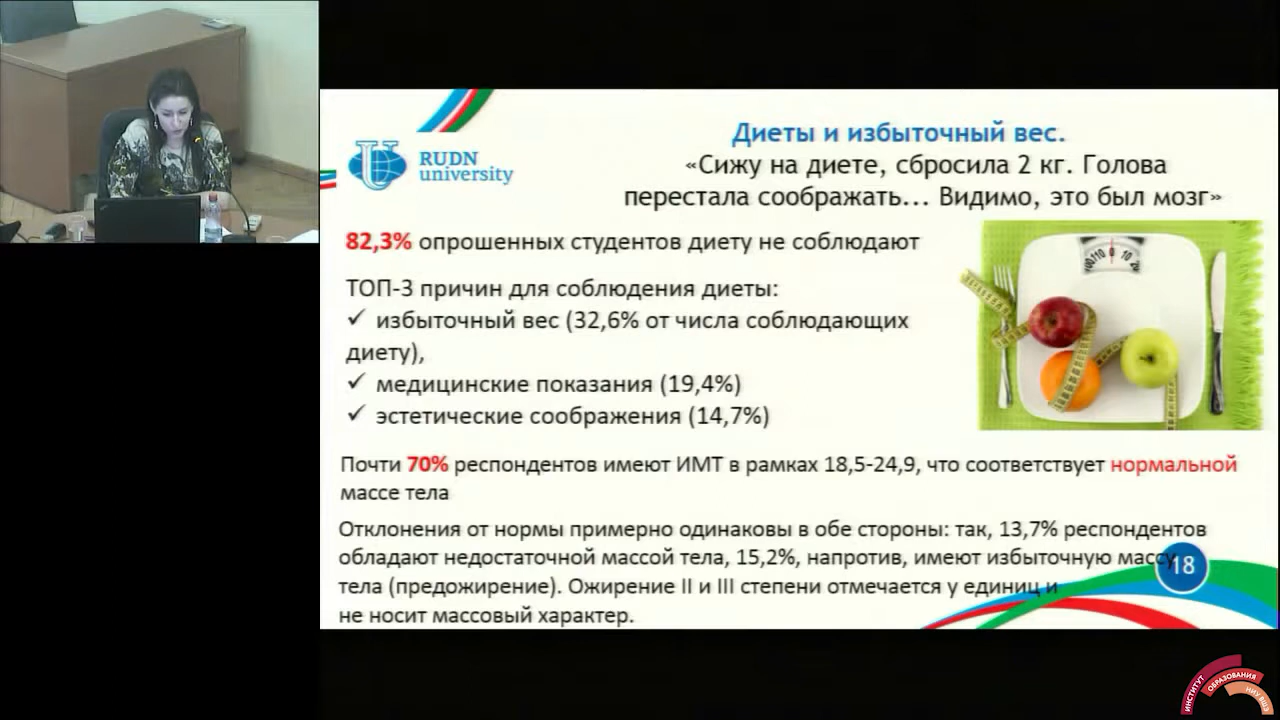 RUDN
university
Диеты и избыточный вес.
«Сижу на диете, сбросила 2 кг. Голова
перестала соображать... Видимо, это был мозг»
82,3% опрошенных студентов диету не соблюдают
ТОП-3 причин для соблюдения диеты:
✓ избыточный вес (32,6% от числа соблюдающих
диету),
✓ медицинские показания (19,4%)
✓ эстетические соображения (14,7%)
Почти 70% респондентов имеют ИМТ в рамках 18,5-24,9, что соответствует нормальной
массе тела
Отклонения от нормы примерно одинаковы в обе стороны: так, 13,7% респондентов
обладают недостаточной массой тела, 15,2%, напротив, имеют избыточную массу
тела (предожирение). Ожирение II и III степени отмечается у единиц и
не носит массовый характер.
18
ИНСТИТУТ
ОБРАЗОВАНИЯ
НИУ ВШЭ